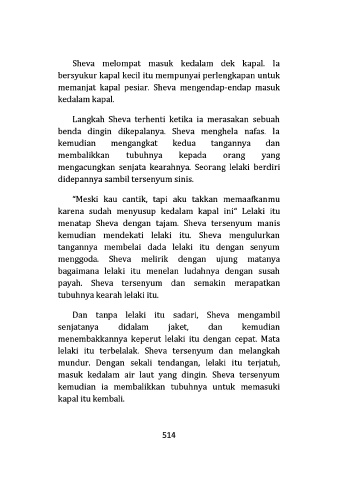 Sheva melompat masuk kedalam dek kapal. Ia
bersyukur kapal kecil itu mempunyai perlengkapan untuk
memanjat kapal pesiar. Sheva mengendap-endap masuk
kedalam kapal.
Langkah Sheva terhenti ketika ia merasakan sebuah
benda dingin dikepalanya. Sheva menghela nafas. Ia
kemudian mengangkat kedua tangannya dan
membalikkan tubuhnya kepada orang yang
mengacungkan senjata kearahnya. Seorang lelaki berdiri
didepannya sambil tersenyum sinis.
"Meski kau cantik, tapi aku takkan memaafkanmu
karena sudah menyusup kedalam kapal ini" Lelaki itu
menatap Sheva dengan tajam. Sheva tersenyum manis
kemudian mendekati lelaki itu. Sheva mengulurkan
tangannya membelai dada lelaki itu dengan senyum
menggoda. Sheva melirik dengan ujung matanya
bagaimana lelaki itu menelan ludahnya dengan susah
payah. Sheva tersenyum dan semakin merapatkan
tubuhnya kearah lelaki itu.
Dan tanpa lelaki itu sadari, Sheva mengambil
senjatanya didalam jaket, dan kemudian
menembakkannya keperut lelaki itu dengan cepat. Mata
lelaki itu terbelalak. Sheva tersenyum dan melangkah
mundur. Dengan sekali tendangan, lelaki itu terjatuh,
masuk kedalam air laut yang dingin. Sheva tersenyum
kemudian ia membalikkan tubuhnya untuk memasuki
kapal itu kembali.
514